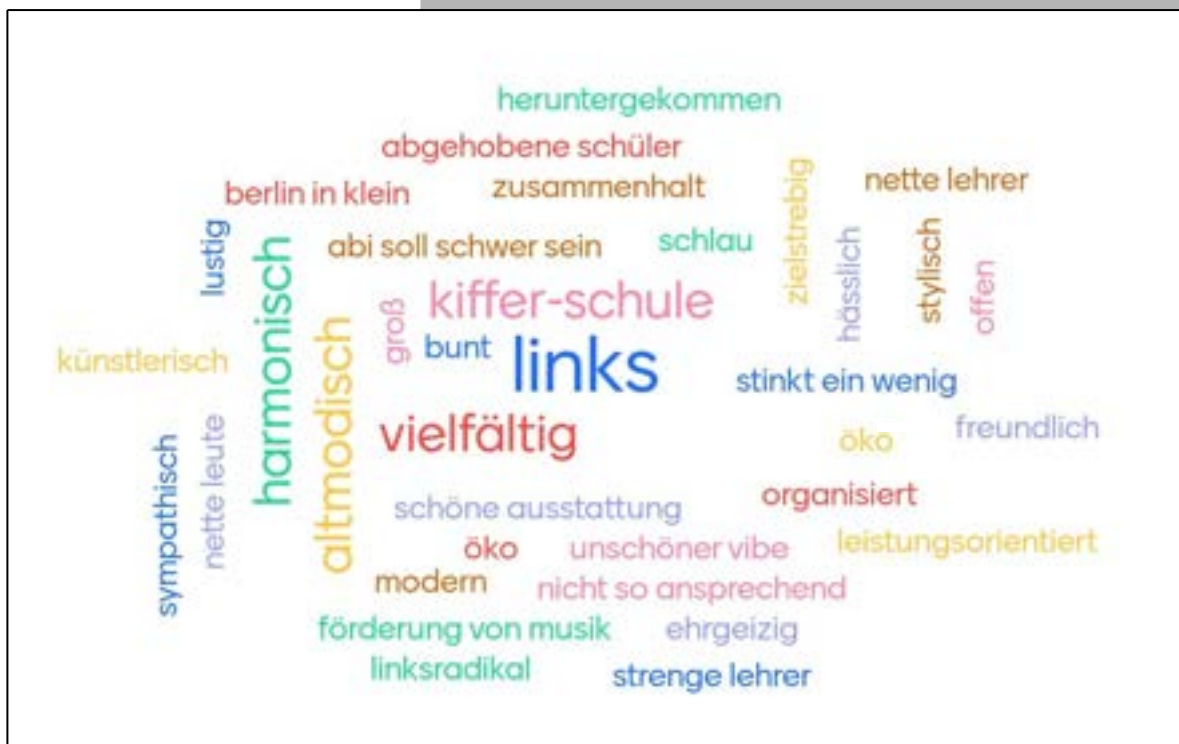 heruntergekommen
abgehobene schüler
berlin in klein
zusammenhalt
nette lehrer
zielstrebig
lustig
abi soll schwer sein
schlau
hässlich
stylisch
offen
harmonisch
kiffer-schule
groß
bunt
links
künstlerisch
altmodisch
stinkt ein wenig
vielfältig
öko
freundlich
sympathisch
nette leute
schöne ausstattung
organisiert
öko
unschöner vibe
leistungsorientiert
modern
nicht so ansprechend
förderung von musik
ehrgeizig
linksradikal
strenge lehrer